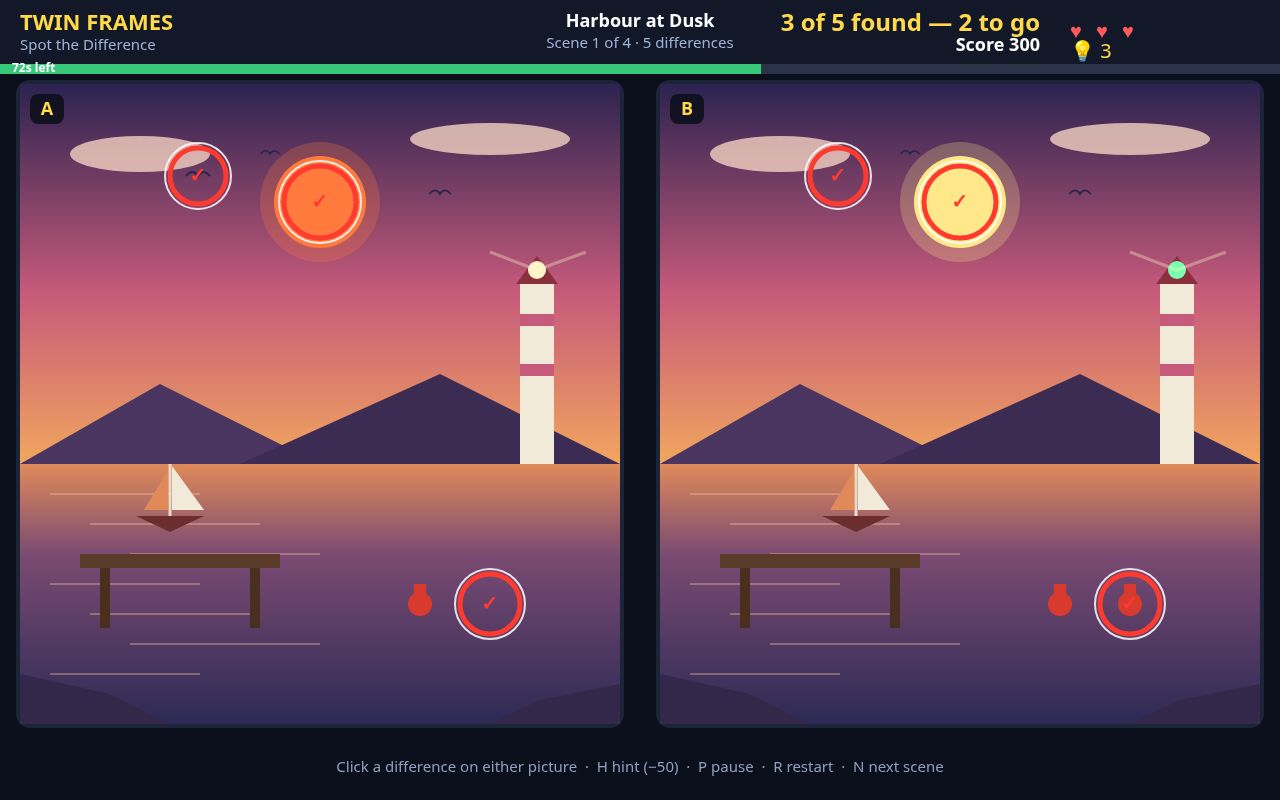 TWIN FRAMES
Spot the Difference
Harbour at Dusk
Scene 1 of 4 · 5 differences
3 of 5 found — 2 to go
Score 300
♥ ♥ ♥
💡 3
72s left
A
B
✓
✓
✓
✓
✓
✓
Click a difference on either picture · H hint (−50) · P pause · R restart · N next scene